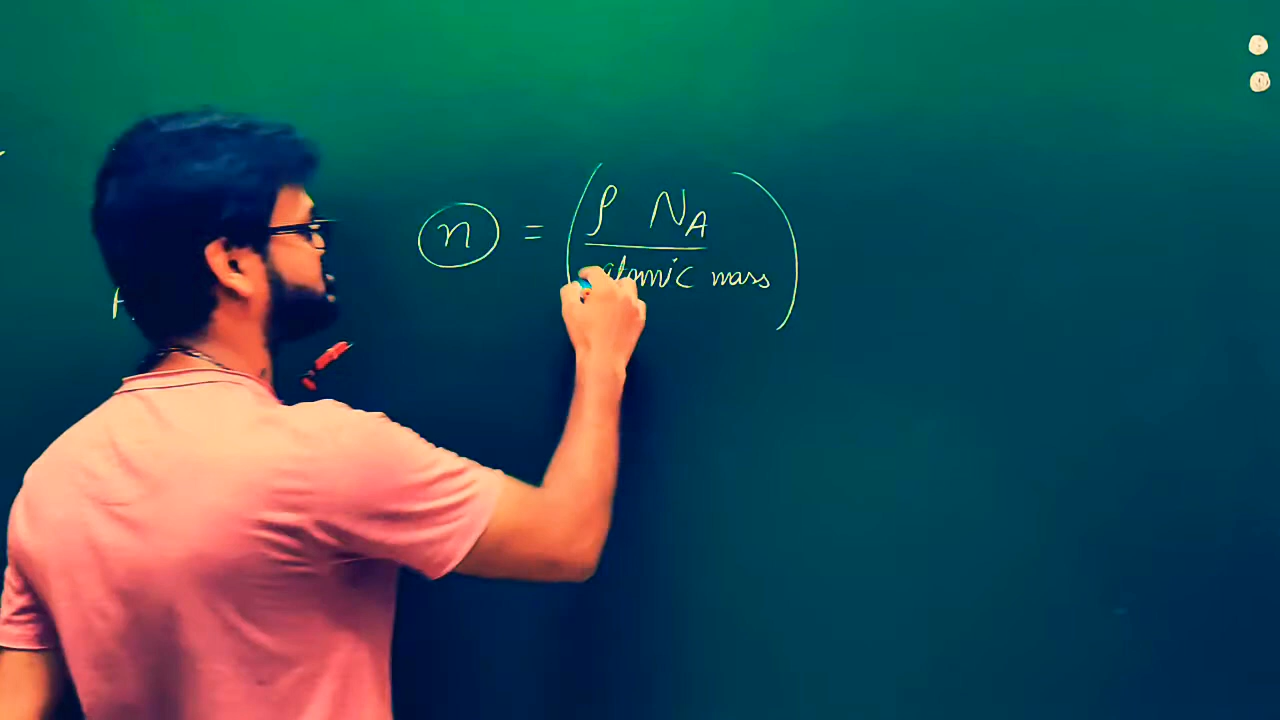 n = (ρ N_A / atomic mass)